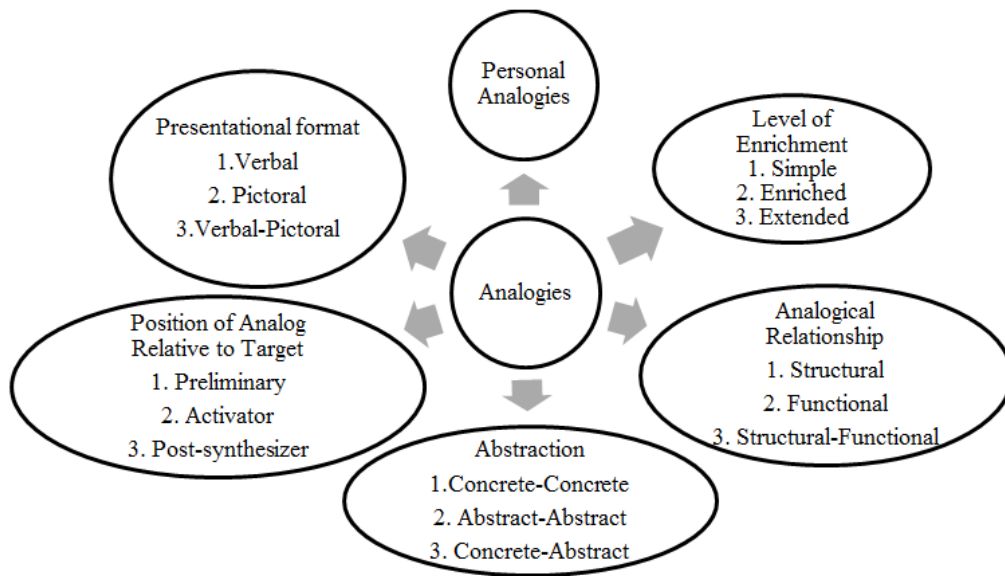 Personal
Analogies
Presentational format
1.Verbal
2. Pictoral
3.Verbal-Pictoral
Level of
Enrichment
1. Simple
2. Enriched
3. Extended
Analogies
Position of Analog
Relative to Target
1. Preliminary
2. Activator
3. Post-synthesizer
Analogical
Relationship
1. Structural
2. Functional
3. Structural-Functional
Abstraction
1.Concrete-Concrete
2. Abstract-Abstract
3. Concrete-Abstract